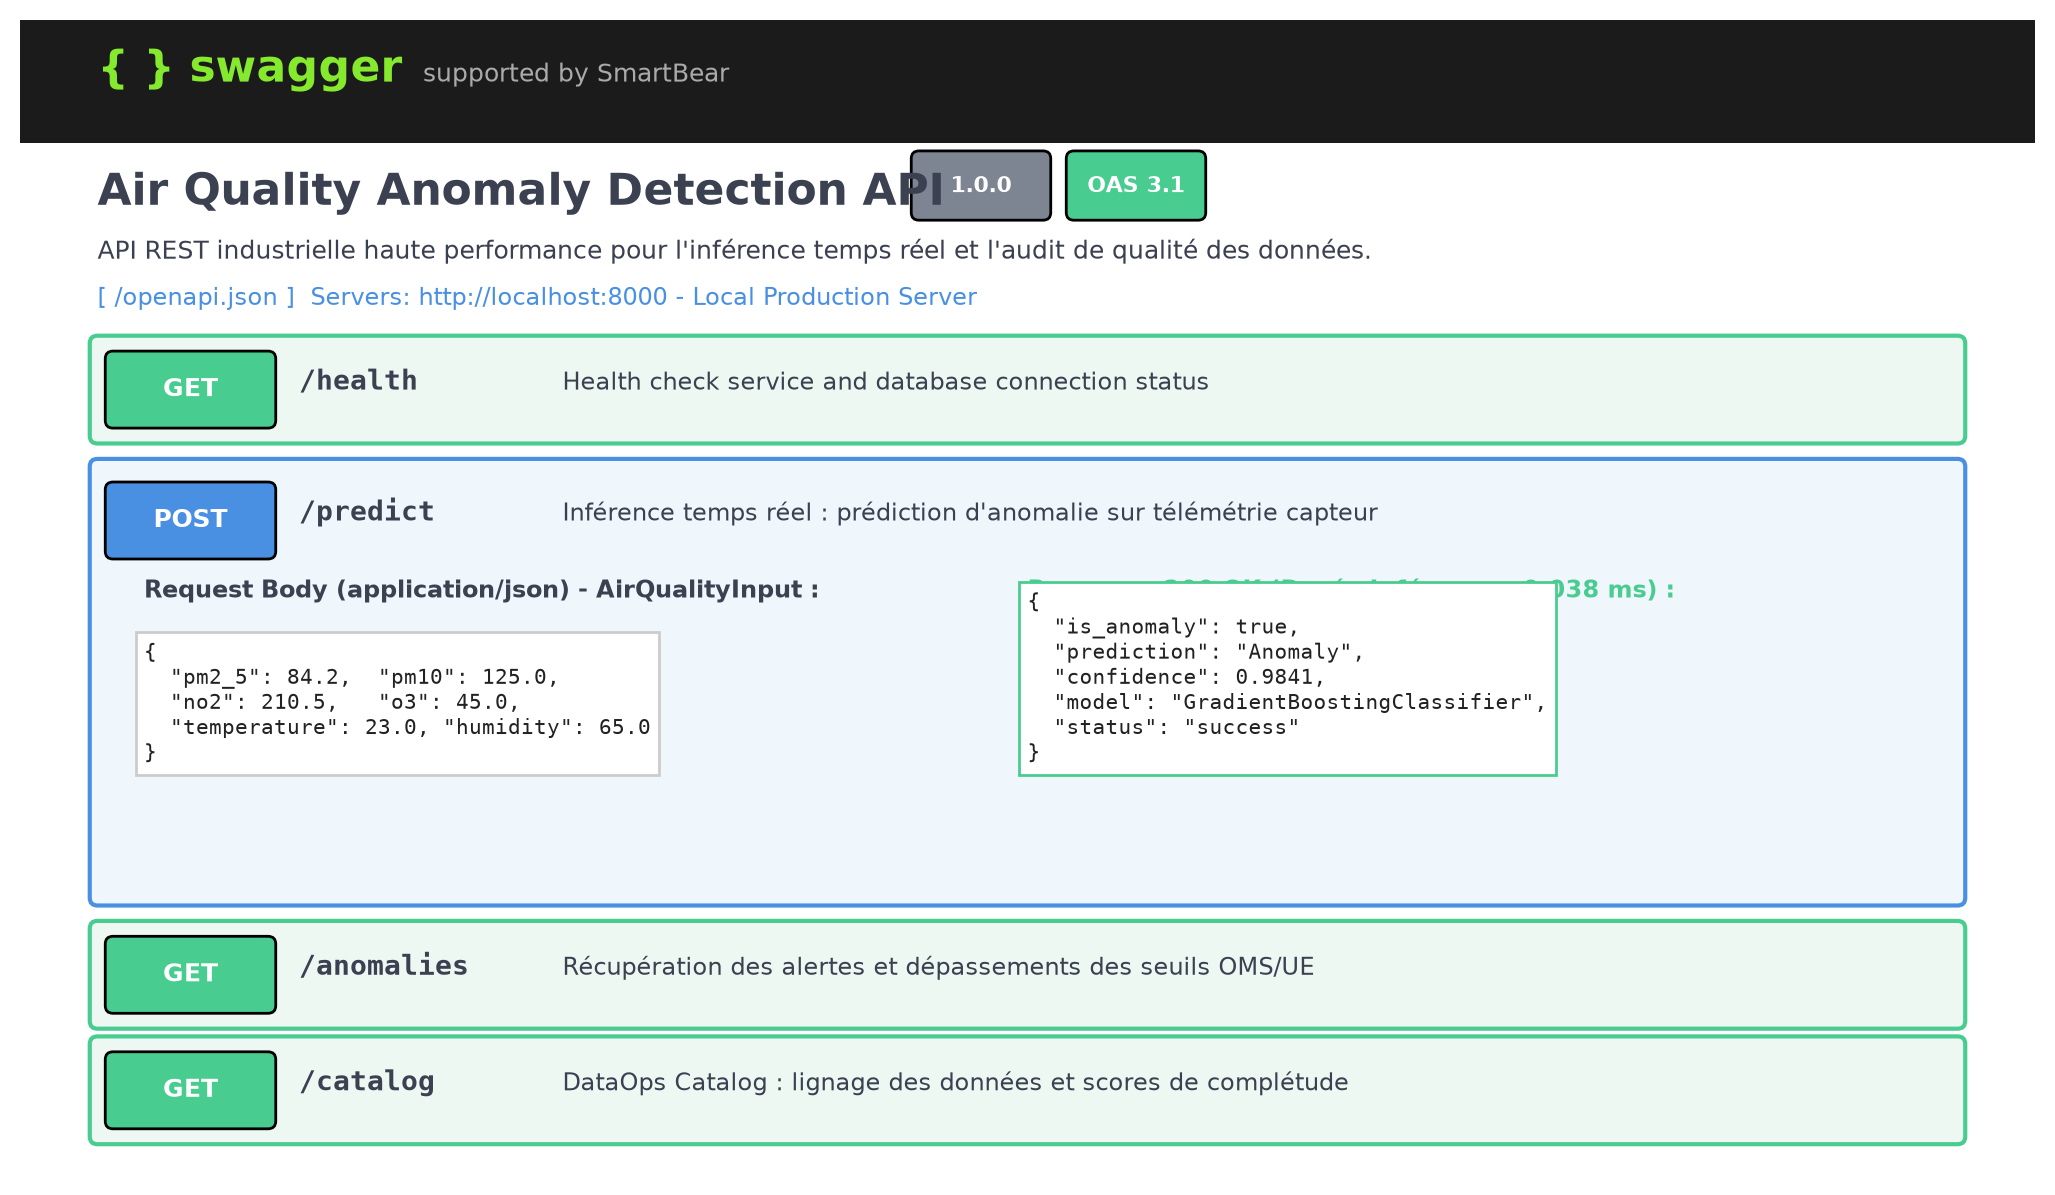 { } swagger supported by SmartBear
Air Quality Anomaly Detection API 1.0.0 OAS 3.1
API REST industrielle haute performance pour l'inférence temps réel et l'audit de qualité des données.
[ /openapi.json ] Servers: http://localhost:8000 - Local Production Server
GET /health Health check service and database connection status
POST /predict Inférence temps réel : prédiction d'anomalie sur télémétrie capteur
Request Body (application/json) - AirQualityInput :
{
"pm2_5": 84.2, "pm10": 125.0,
"no2": 210.5, "o3": 45.0,
"temperature": 23.0, "humidity": 65.0
}
038 ms) :
{
"is_anomaly": true,
"prediction": "Anomaly",
"confidence": 0.9841,
"model": "GradientBoostingClassifier",
"status": "success"
}
GET /anomalies Récupération des alertes et dépassements des seuils OMS/UE
GET /catalog DataOps Catalog : lignage des données et scores de complétude